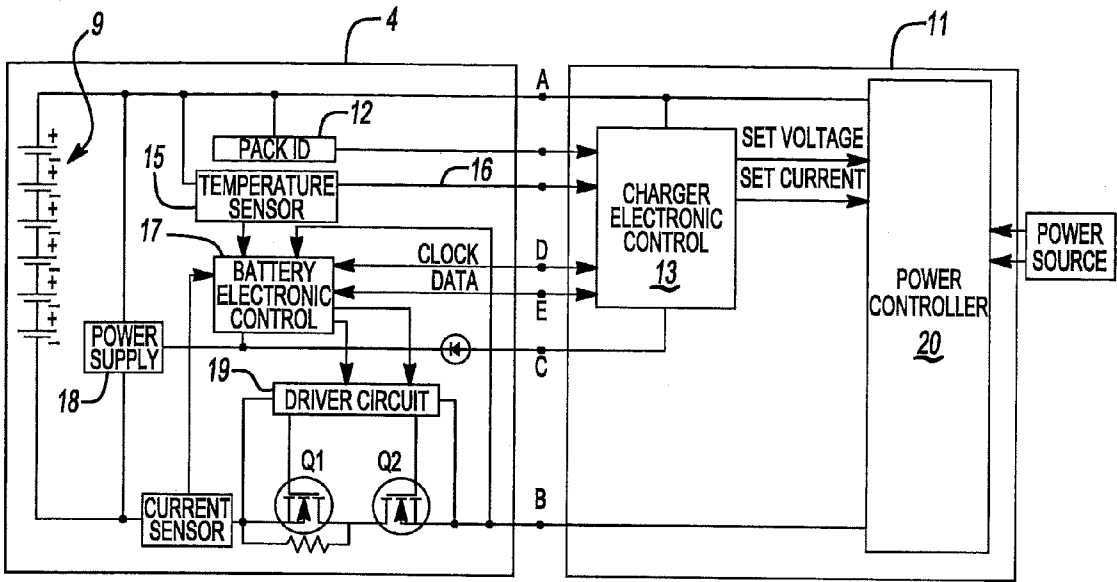 9
4
11
A
12
PACK ID
15
TEMPERATURE
SENSOR
16
SET VOLTAGE
SET CURRENT
CHARGER
ELECTRONIC
CONTROL
13
17
BATTERY
ELECTRONIC
CONTROL
CLOCK
D
DATA
E
POWER
SOURCE
POWER
CONTROLLER
20
POWER
SUPPLY
18
C
19
DRIVER CIRCUIT
Q1
Q2
B
CURRENT
SENSOR
+
-
+
-
+
-
+
-
+
-
+
-